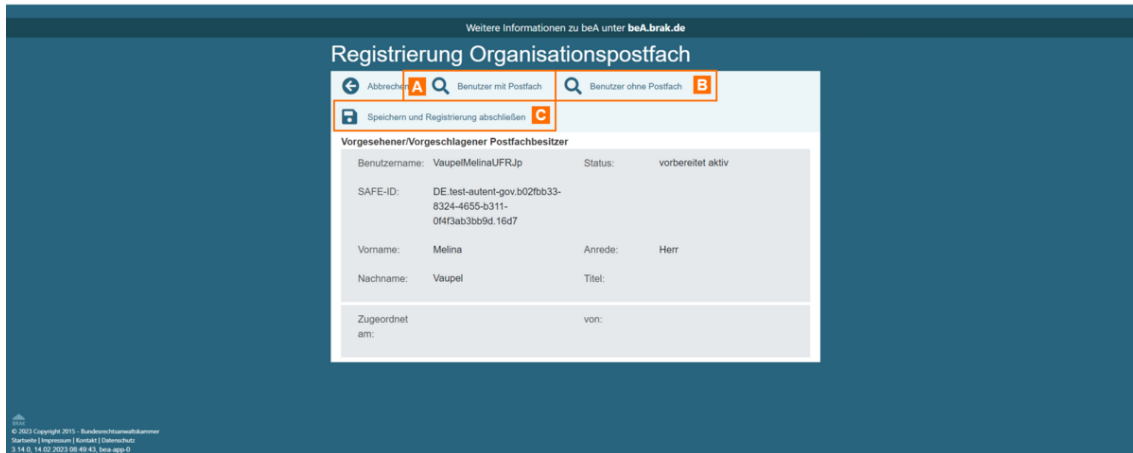 Weitere Informationen zu beA unter beA.brak.de
Registrierung Organisationspostfach
Abbrechen A Benutzer mit Postfach Benutzer ohne Postfach B
Speichern und Registrierung abschließen C
Vorgesehener/Vorgeschlagener Postfachbesitzer
Benutzername: VaupelMelinaUFRJp Status: vorbereitet aktiv
SAFE-ID: DE.test-autent-gov.b02fbb33-
8324-4655-b311-
0f4f3ab3bb9d.16d7
Vorname: Melina Anrede: Herr
Nachname: Vaupel Titel:
Zugeordnet von:
am:
BRAK
© 2023 Copyright 2015 - Bundesrechtsanwaltskammer
Startseite | Impressum | Kontakt | Datenschutz
3.14.0, 14.02.2023 08:49:43, bea-app-0